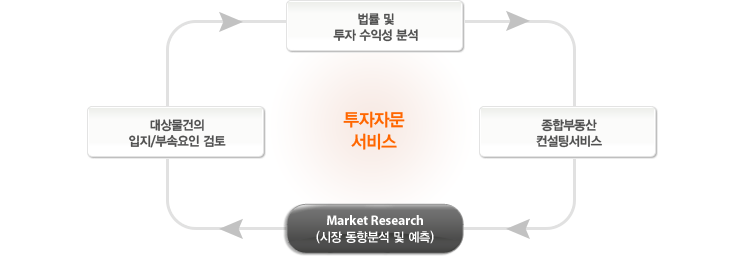 법률 및
투자 수익성 분석
대상물건의
입지/부속요인 검토
투자자문
서비스
종합부동산
컨설팅서비스
Market Research
(시장 동향분석 및 예측)